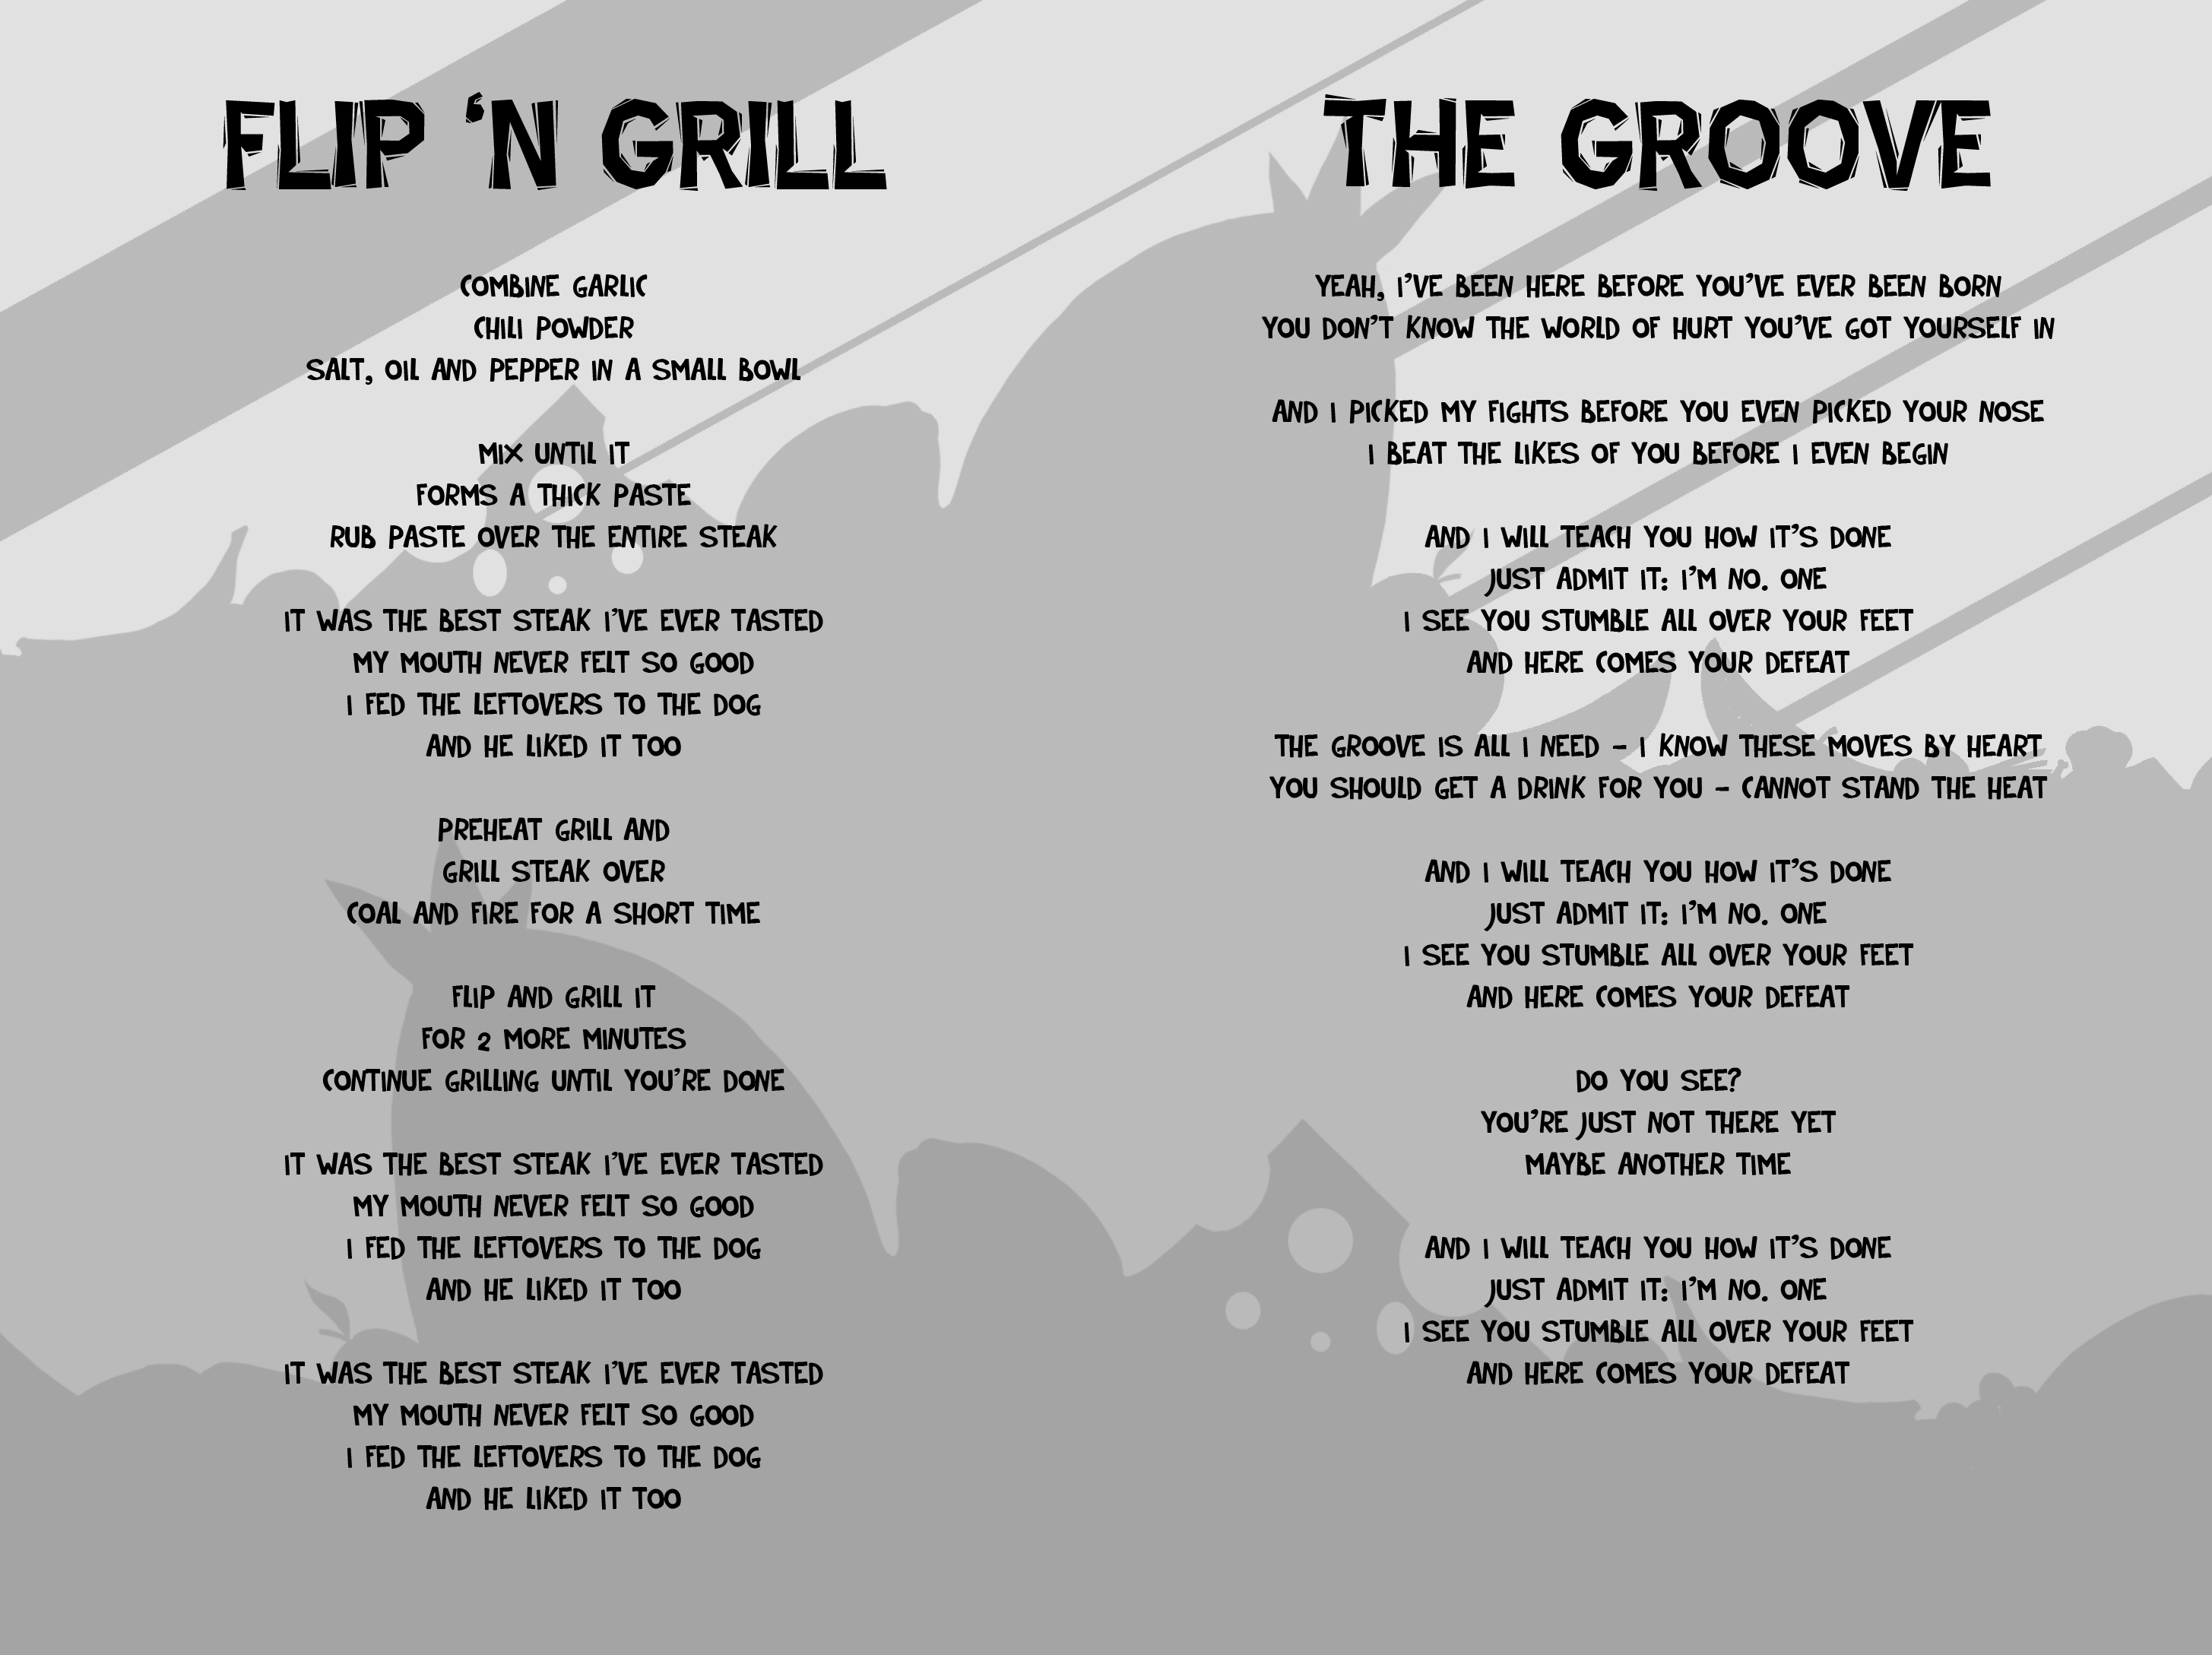 FLIP ‘N GRILL
COMBINE GARLIC
CHILI POWDER
SALT, OIL AND PEPPER IN A SMALL BOWL
MIX UNTIL IT
FORMS A THICK PASTE
RUB PASTE OVER THE ENTIRE STEAK
IT WAS THE BEST STEAK I’VE EVER TASTED
MY MOUTH NEVER FELT SO GOOD
I FED THE LEFTOVERS TO THE DOG
AND HE LIKED IT TOO
PREHEAT GRILL AND
GRILL STEAK OVER
COAL AND FIRE FOR A SHORT TIME
FLIP AND GRILL IT
FOR 2 MORE MINUTES
CONTINUE GRILLING UNTIL YOU’RE DONE
IT WAS THE BEST STEAK I’VE EVER TASTED
MY MOUTH NEVER FELT SO GOOD
I FED THE LEFTOVERS TO THE DOG
AND HE LIKED IT TOO
IT WAS THE BEST STEAK I’VE EVER TASTED
MY MOUTH NEVER FELT SO GOOD
I FED THE LEFTOVERS TO THE DOG
AND HE LIKED IT TOO
THE GROOVE
YEAH, I’VE BEEN HERE BEFORE YOU’VE EVER BEEN BORN
YOU DON’T KNOW THE WORLD OF HURT YOU’VE GOT YOURSELF IN
AND I PICKED MY FIGHTS BEFORE YOU EVEN PICKED YOUR NOSE
I BEAT THE LIKES OF YOU BEFORE I EVEN BEGIN
AND I WILL TEACH YOU HOW IT’S DONE
JUST ADMIT IT: I’M NO. ONE
I SEE YOU STUMBLE ALL OVER YOUR FEET
AND HERE COMES YOUR DEFEAT
THE GROOVE IS ALL I NEED – I KNOW THESE MOVES BY HEART
YOU SHOULD GET A DRINK FOR YOU – CANNOT STAND THE HEAT
AND I WILL TEACH YOU HOW IT’S DONE
JUST ADMIT IT: I’M NO. ONE
I SEE YOU STUMBLE ALL OVER YOUR FEET
AND HERE COMES YOUR DEFEAT
DO YOU SEE?
YOU’RE JUST NOT THERE YET
MAYBE ANOTHER TIME
AND I WILL TEACH YOU HOW IT’S DONE
JUST ADMIT IT: I’M NO. ONE
I SEE YOU STUMBLE ALL OVER YOUR FEET
AND HERE COMES YOUR DEFEAT